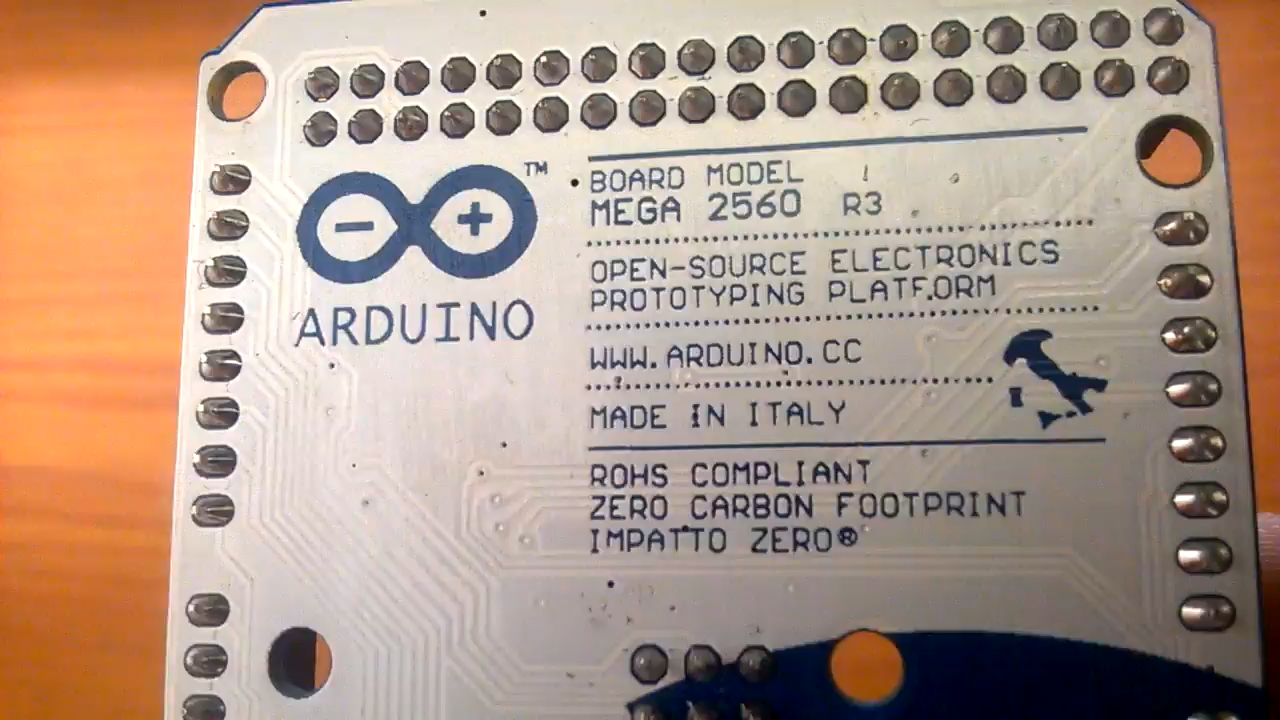 BOARD MODEL
MEGA 2560 R3
OPEN-SOURCE ELECTRONICS
PROTOTYPING PLATFORM
WWW.ARDUINO.CC
MADE IN ITALY
ROHS COMPLIANT
ZERO CARBON FOOTPRINT
IMPATTO ZERO®
− +
TM
ARDUINO